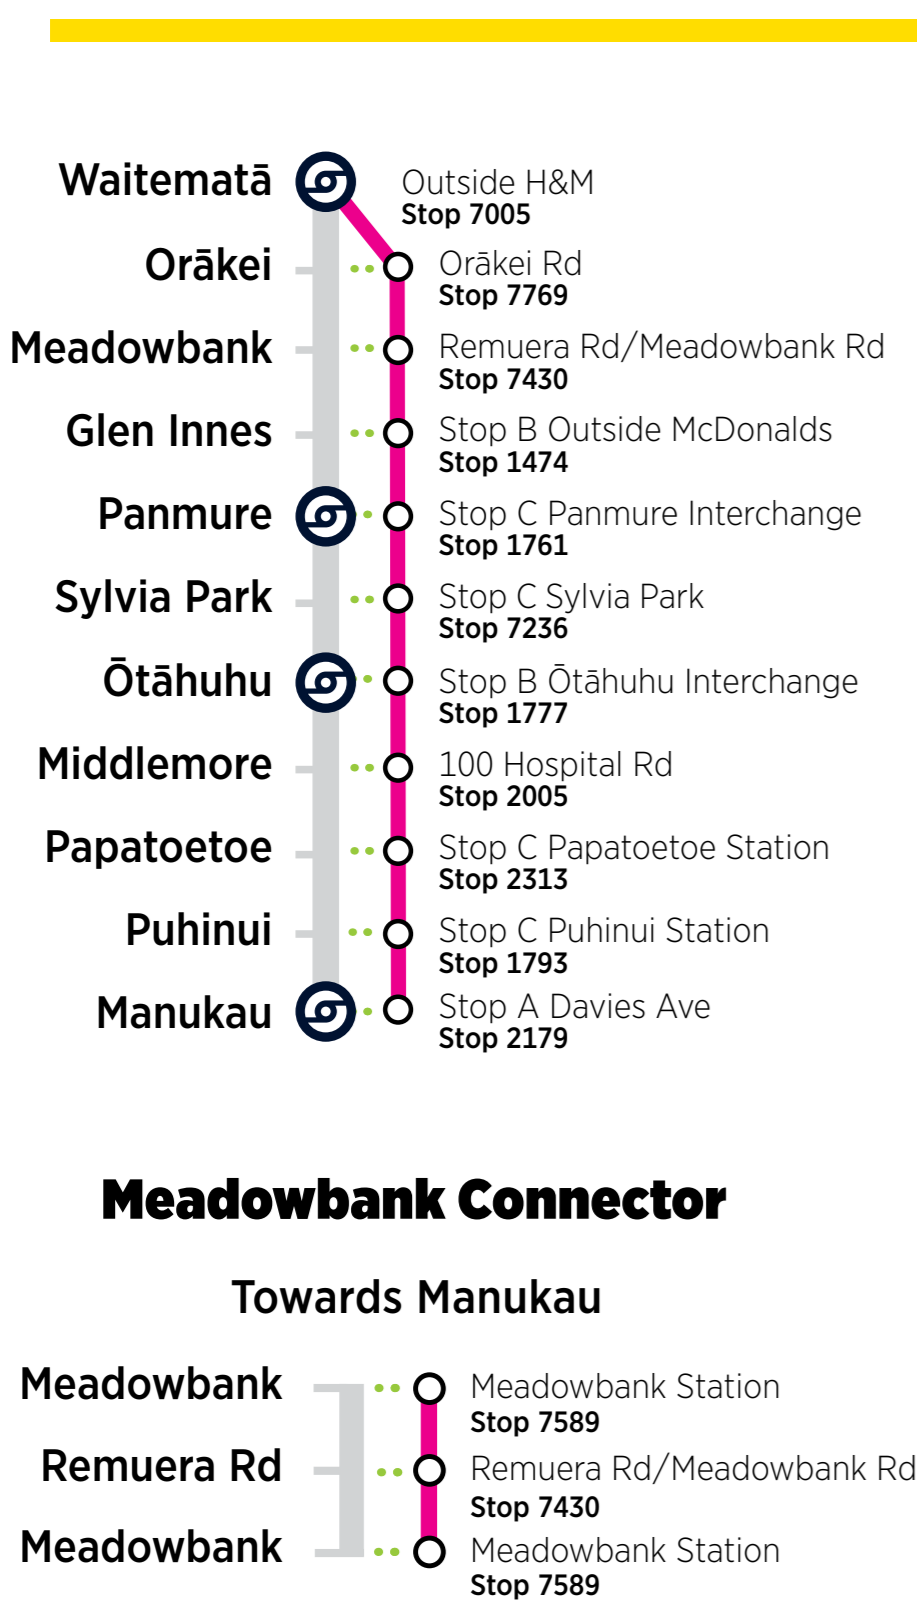 Waitematā
Outside H&M
Stop 7005
Orākei
Orākei Rd
Stop 7769
Meadowbank
Remuera Rd/Meadowbank Rd
Stop 7430
Glen Innes
Stop B Outside McDonalds
Stop 1474
Panmure
Stop C Panmure Interchange
Stop 1761
Sylvia Park
Stop C Sylvia Park
Stop 7236
Ōtāhuhu
Stop B Ōtāhuhu Interchange
Stop 1777
Middlemore
100 Hospital Rd
Stop 2005
Papatoetoe
Stop C Papatoetoe Station
Stop 2313
Puhinui
Stop C Puhinui Station
Stop 1793
Manukau
Stop A Davies Ave
Stop 2179
Meadowbank Connector
Towards Manukau
Meadowbank
Meadowbank Station
Stop 7589
Remuera Rd
Remuera Rd/Meadowbank Rd
Stop 7430
Meadowbank
Meadowbank Station
Stop 7589